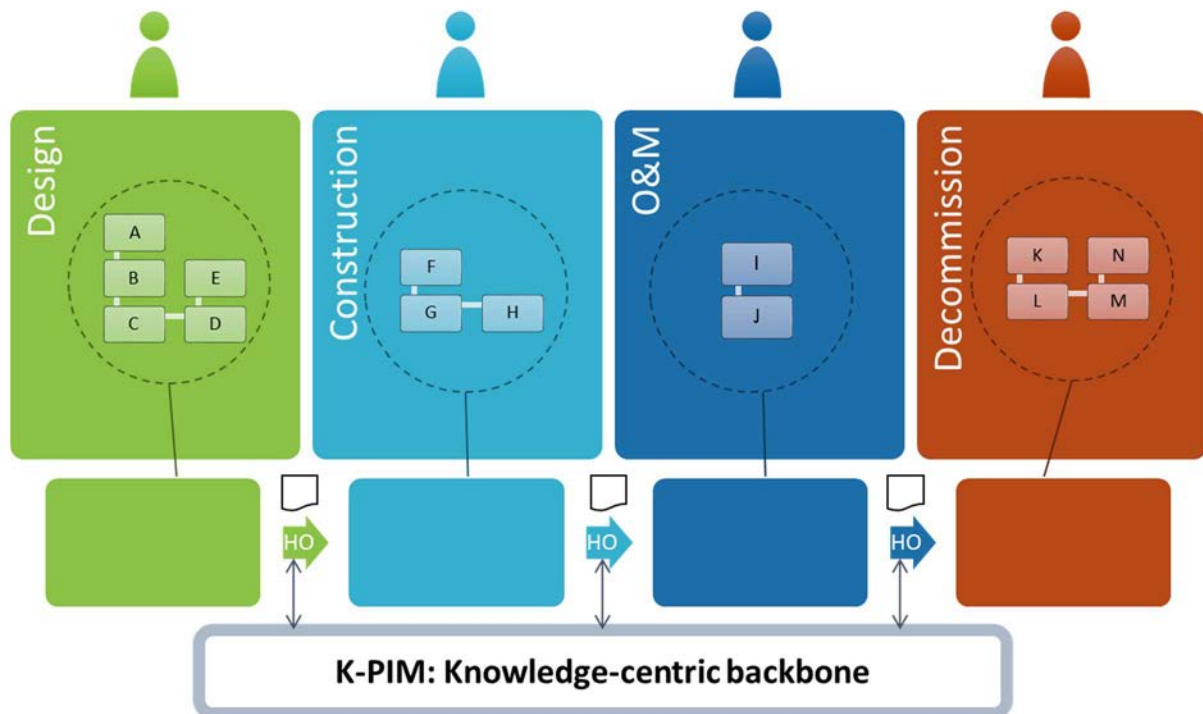 Design
A
B
E
C
D
Construction
F
G
H
O&M
I
J
Decommission
K
N
L
M
HO
HO
HO
K-PIM: Knowledge-centric backbone